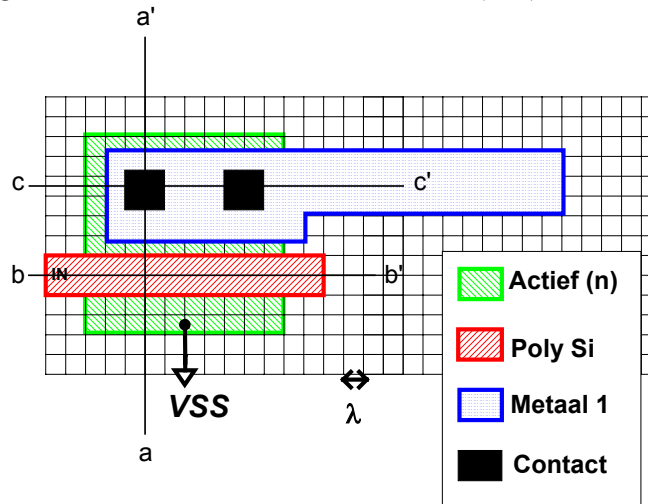 a'
c
c'
IN
b
b'
VSS
λ
a
Actief (n)
Poly Si
Metaal 1
Contact